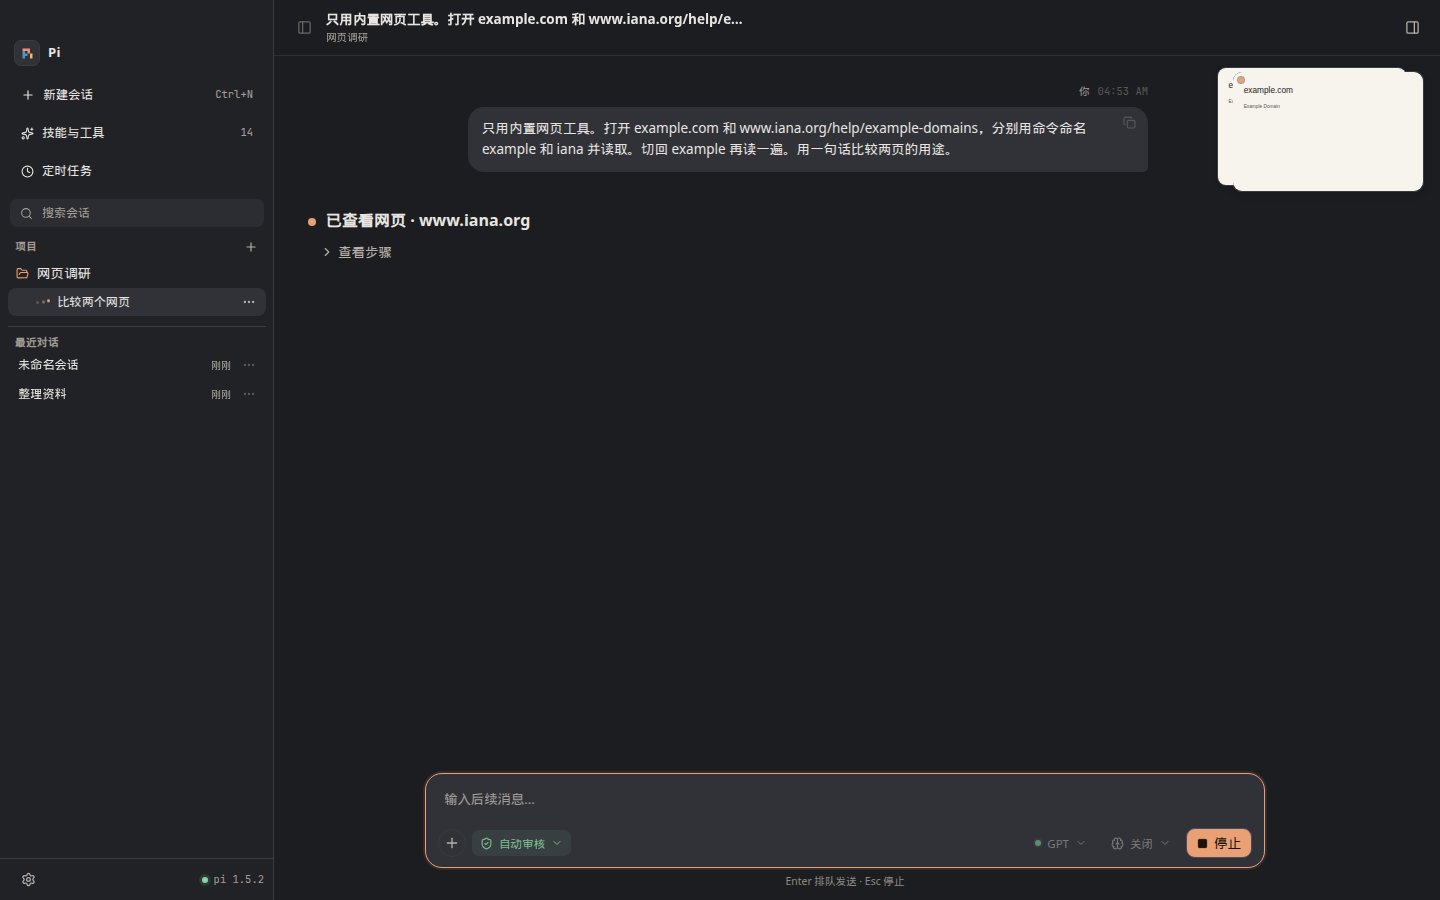 Pi
新建会话 Ctrl+N
技能与工具 14
定时任务
搜索会话
项目
网页调研
比较两个网页
最近对话
未命名会话 刚刚
整理资料 刚刚
pi 1.5.2
只用内置网页工具。打开 example.com 和 www.iana.org/help/e...
网页调研
你 04:53 AM
只用内置网页工具。打开 example.com 和 www.iana.org/help/example-domains，分别用命令命名
example 和 iana 并读取。切回 example 再读一遍。用一句话比较两页的用途。
example.com
Example Domain
已查看网页 · www.iana.org
查看步骤
输入后续消息...
自动审核
GPT
关闭
停止
Enter 排队发送 · Esc 停止